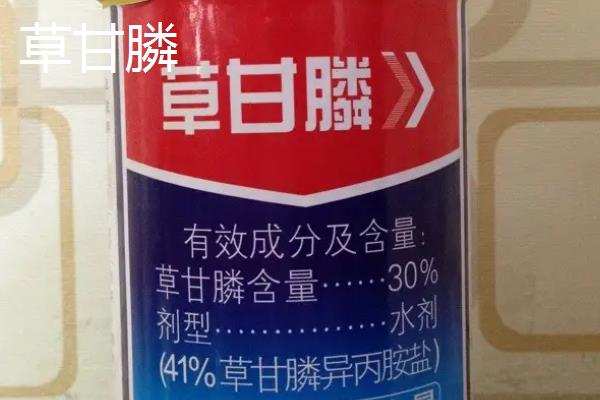 草甘膦
草甘膦
有效成分及含量:
草甘膦含量……30%
剂型……………水剂
(41%草甘膦异丙胺盐)